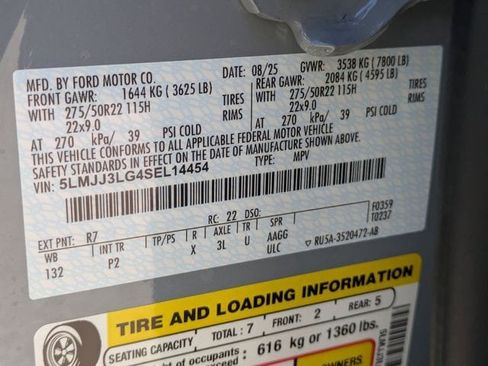 MFD. BY FORD MOTOR CO. DATE: 08/25 GVWR: 3538 KG ( 7800 LB)
FRONT GAWR: 1644 KG ( 3625 LB) REAR GAWR: 2084 KG ( 4595 LB)
WITH 275/50R22 115H TIRES WITH 275/50R22 115H TIRES
22x9.0 RIMS 22x9.0 RIMS
AT 270 kPa/ 39 PSI COLD AT 270 kPa/ 39 PSI COLD
THIS VEHICLE CONFORMS TO ALL APPLICABLE FEDERAL MOTOR VEHICLE
SAFETY STANDARDS IN EFFECT ON THE DATE OF MANUFACTURE SHOWN ABOVE.
VIN: 5LMJJ3LG4SEL14454 TYPE: MPV
EXT PNT: R7 RC: 22 DSO: F0359
WB INT TR TP/PS R AXLE TR SPR T0237
132 P2 X 3L U AAGG
ULC RU5A-3520472-AB
TIRE AND LOADING INFORMATION
SEATING CAPACITY TOTAL: 7 FRONT: 2 REAR: 5
of occupants 616 kg or 1360 lbs.
exceed
OWNERS